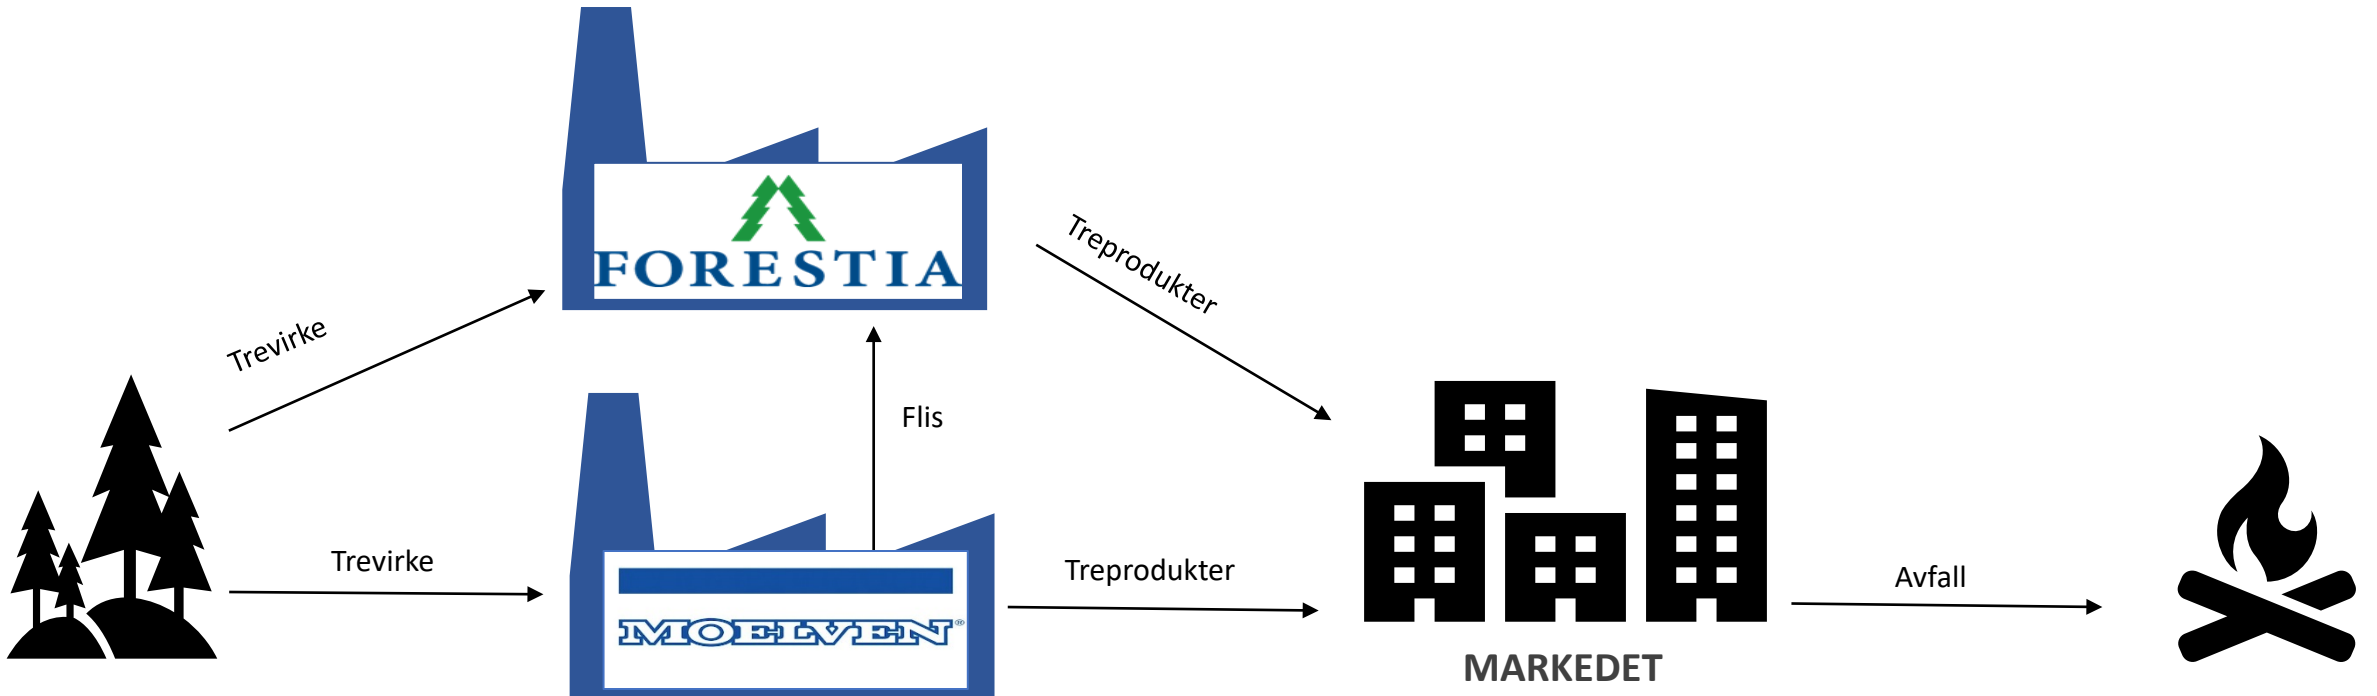 FORESTIA
Treprodukter
Trevirke
Flis
Trevirke
MOELVEN®
Treprodukter
Avfall
MARKEDET